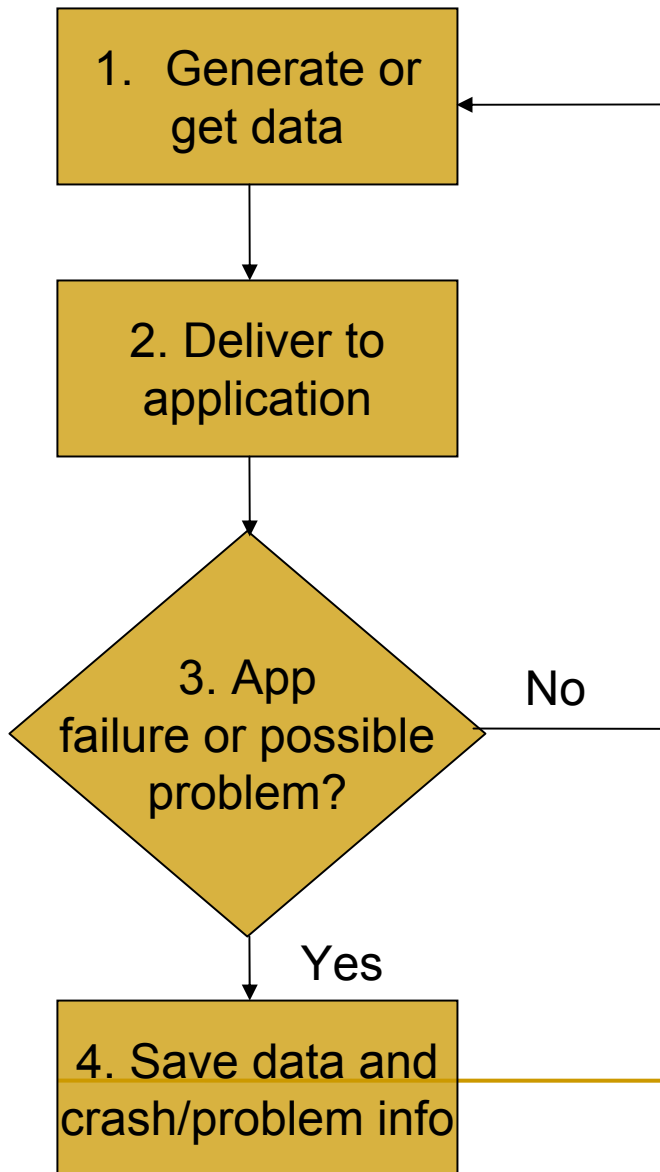 1. Generate or
get data
2. Deliver to
application
3. App
failure or possible
problem?
No
Yes
4. Save data and
crash/problem info